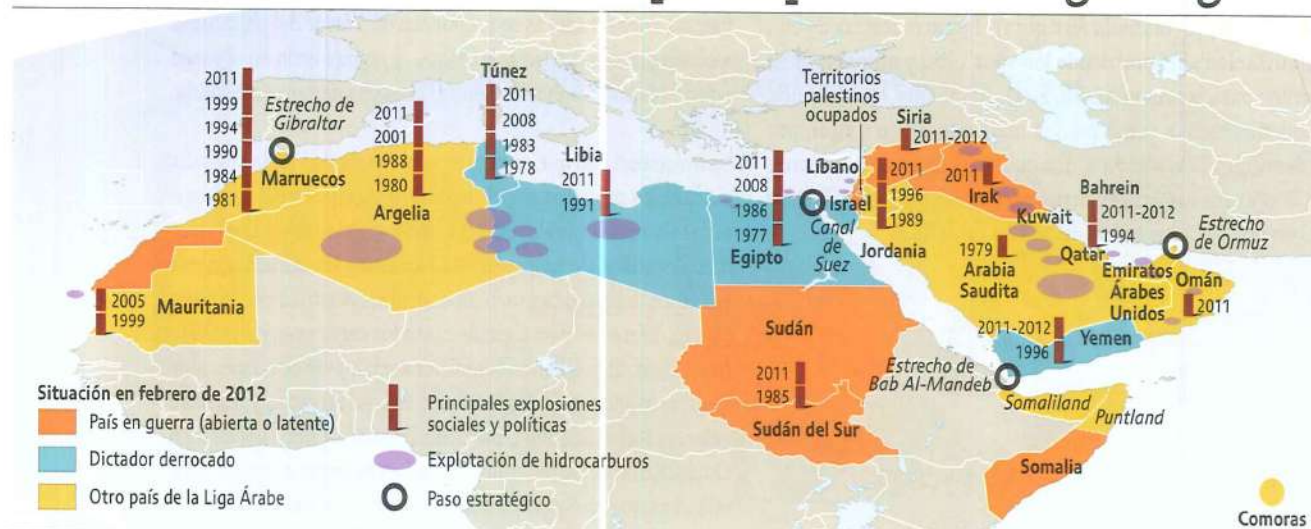 2011
1999
1994
1990
1984
1981
Estrecho de
Gibraltar
Marruecos
2011
2001
1988
1980
Argelia
Túnez
2011
2008
1983
1978
Libia
2011
1991
2011
2008
1986
1977
Egipto
Canal
de
Suez
Territorios
palestinos
ocupados
Líbano
Israel
Siria
2011-2012
2011
1996
1989
Jordania
2011
Irak
Kuwait
Bahrein
2011-2012
1994
Estrecho
de Ormuz
1979
Arabia
Saudita
Qatar
Emiratos
Árabes
Unidos
Omán
2011
2011-2012
1996
Yemen
Mauritania
2005
1999
Sudán
2011
1985
Sudán del Sur
Estrecho de
Bab Al-Mandeb
Somaliland
Puntland
Somalia
Comoras
Situación en febrero de 2012
País en guerra (abierta o latente)
Dictador derrocado
Otro país de la Liga Árabe
Principales explosiones
sociales y políticas
Explotación de hidrocarburos
Paso estratégico